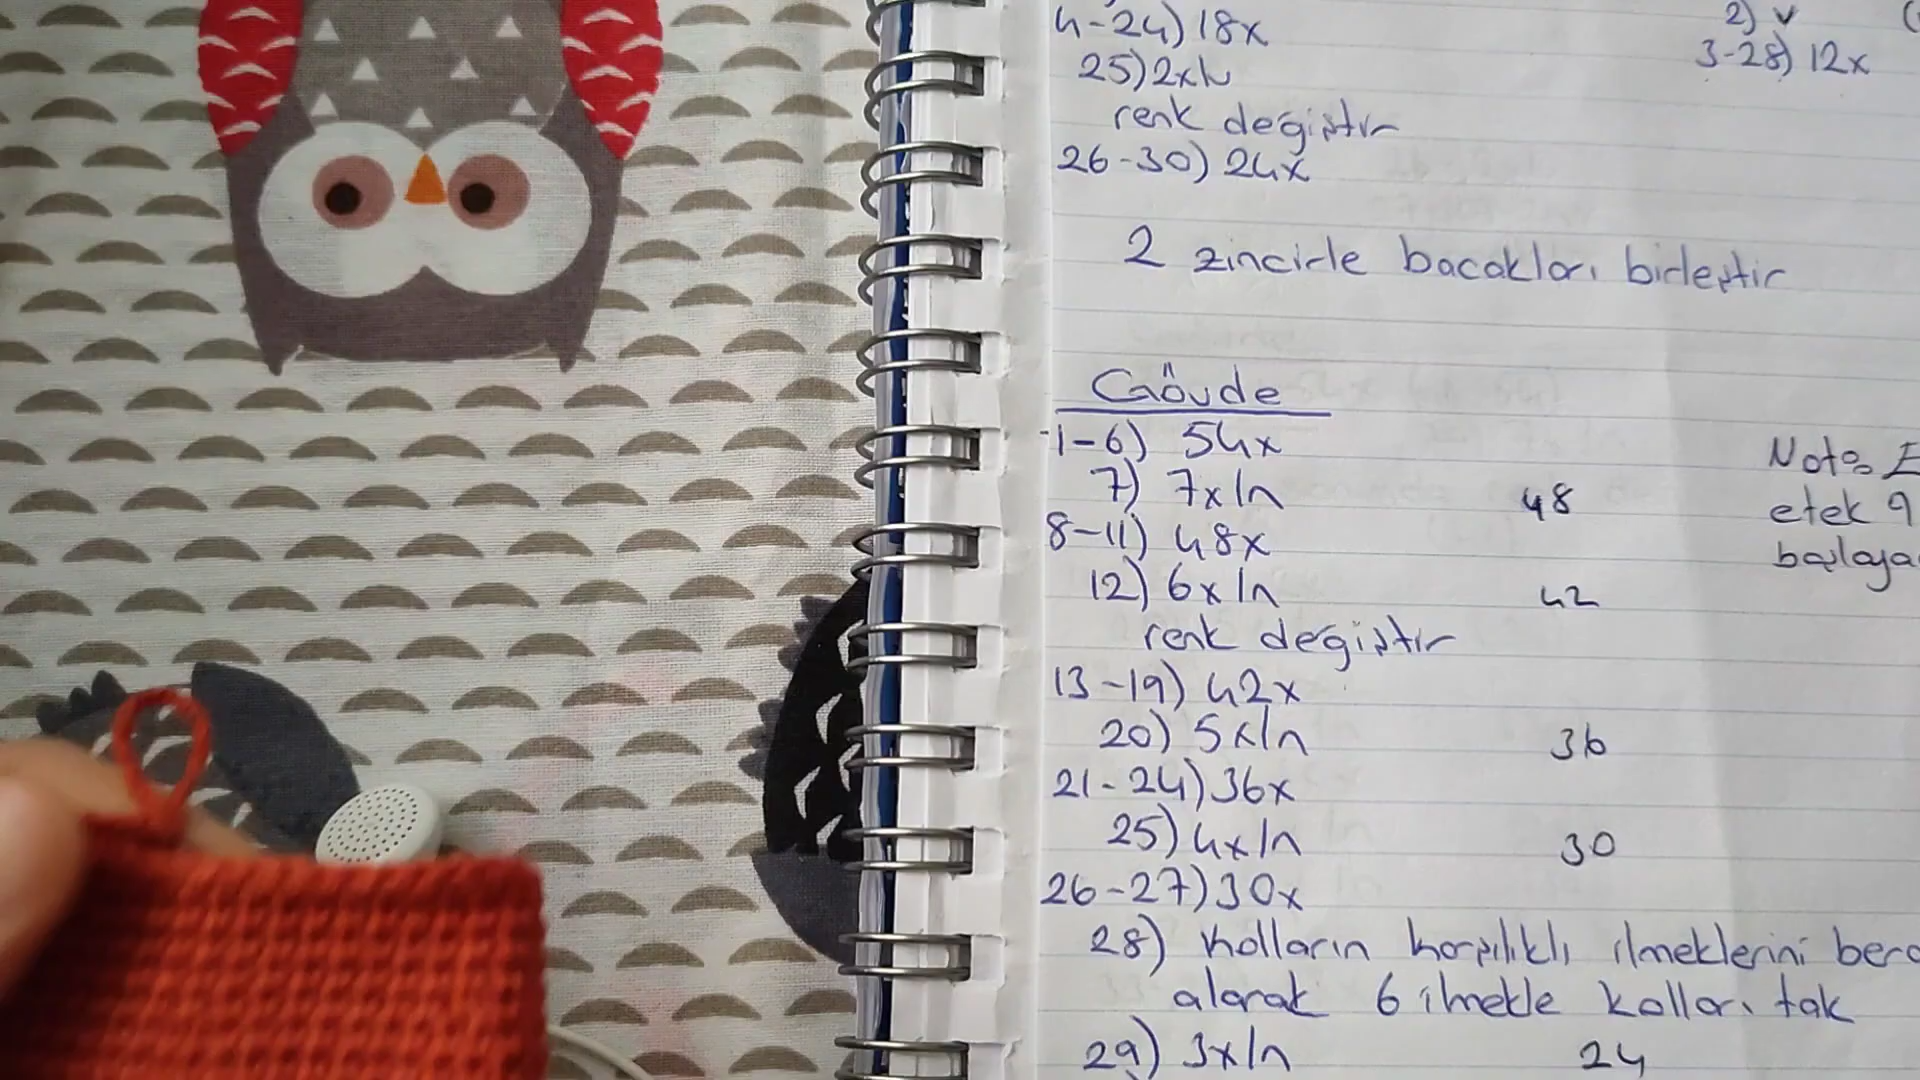 4-24) 18x
25) 2xlv
renk değiştir
26-30) 24x
2 zincirle bacakları birleştir
Gövde
1-6) 54x
7) 7xln 48
8-11) 48x
12) 6xln 42
renk değiştir
13-19) 42x
20) 5xln 36
21-24) 36x
25) 4xln 30
26-27) 30x
28) Kolların karşılıklı ilmeklerini
alarak 6 ilmekle kolları tak
29) 3xln 24
2) v
3-28) 12x
Not:
etek 9